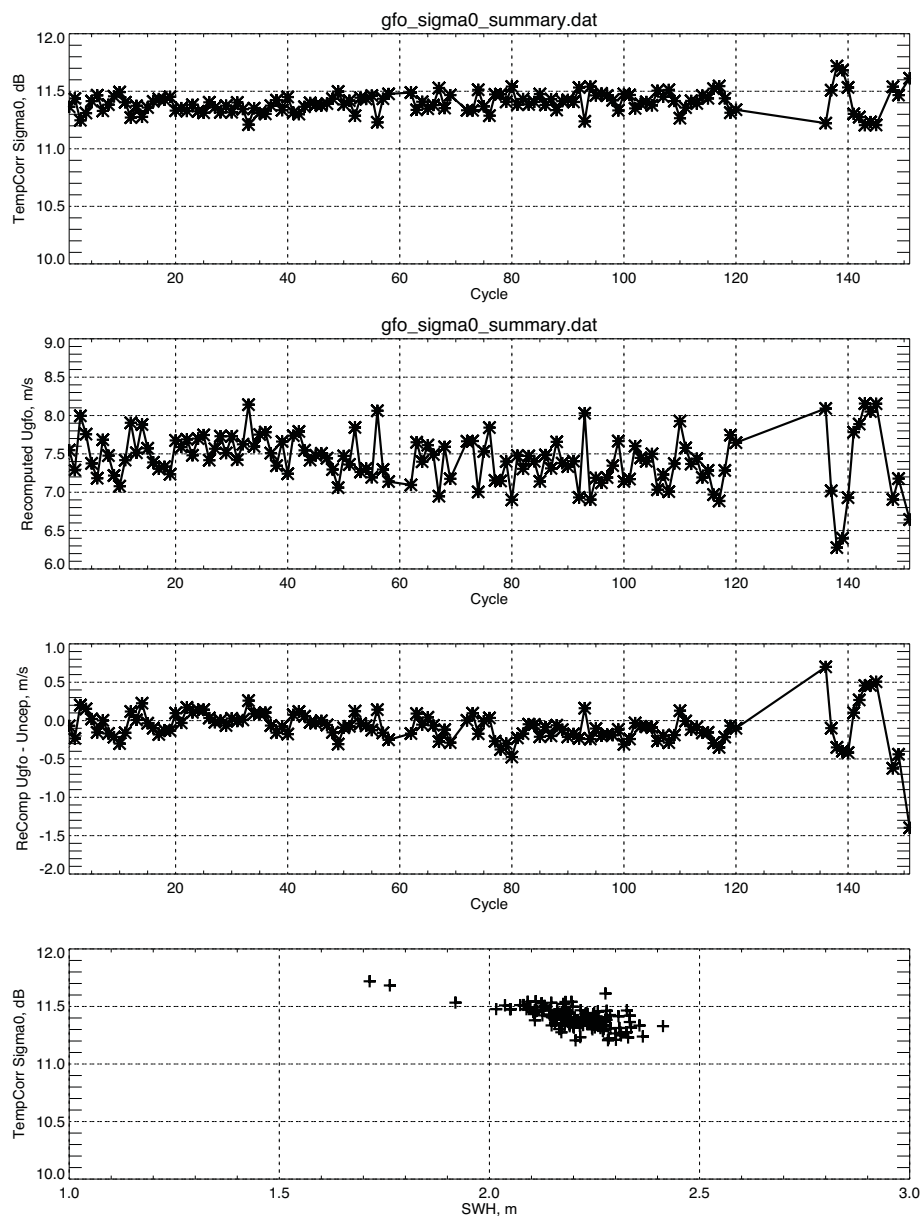 gfo_sigma0_summary.dat
12.0
11.5
11.0
10.5
10.0
TempCorr Sigma0, dB
20 40 60 80 100 120 140
Cycle
gfo_sigma0_summary.dat
9.0
8.5
8.0
7.5
7.0
6.5
6.0
Recomputed Ugfo, m/s
20 40 60 80 100 120 140
Cycle
1.0
0.5
0.0
-0.5
-1.0
-1.5
-2.0
ReComp Ugfo - Uncep, m/s
20 40 60 80 100 120 140
Cycle
12.0
11.5
11.0
10.5
10.0
TempCorr Sigma0, dB
1.0 1.5 2.0 2.5 3.0
SWH, m